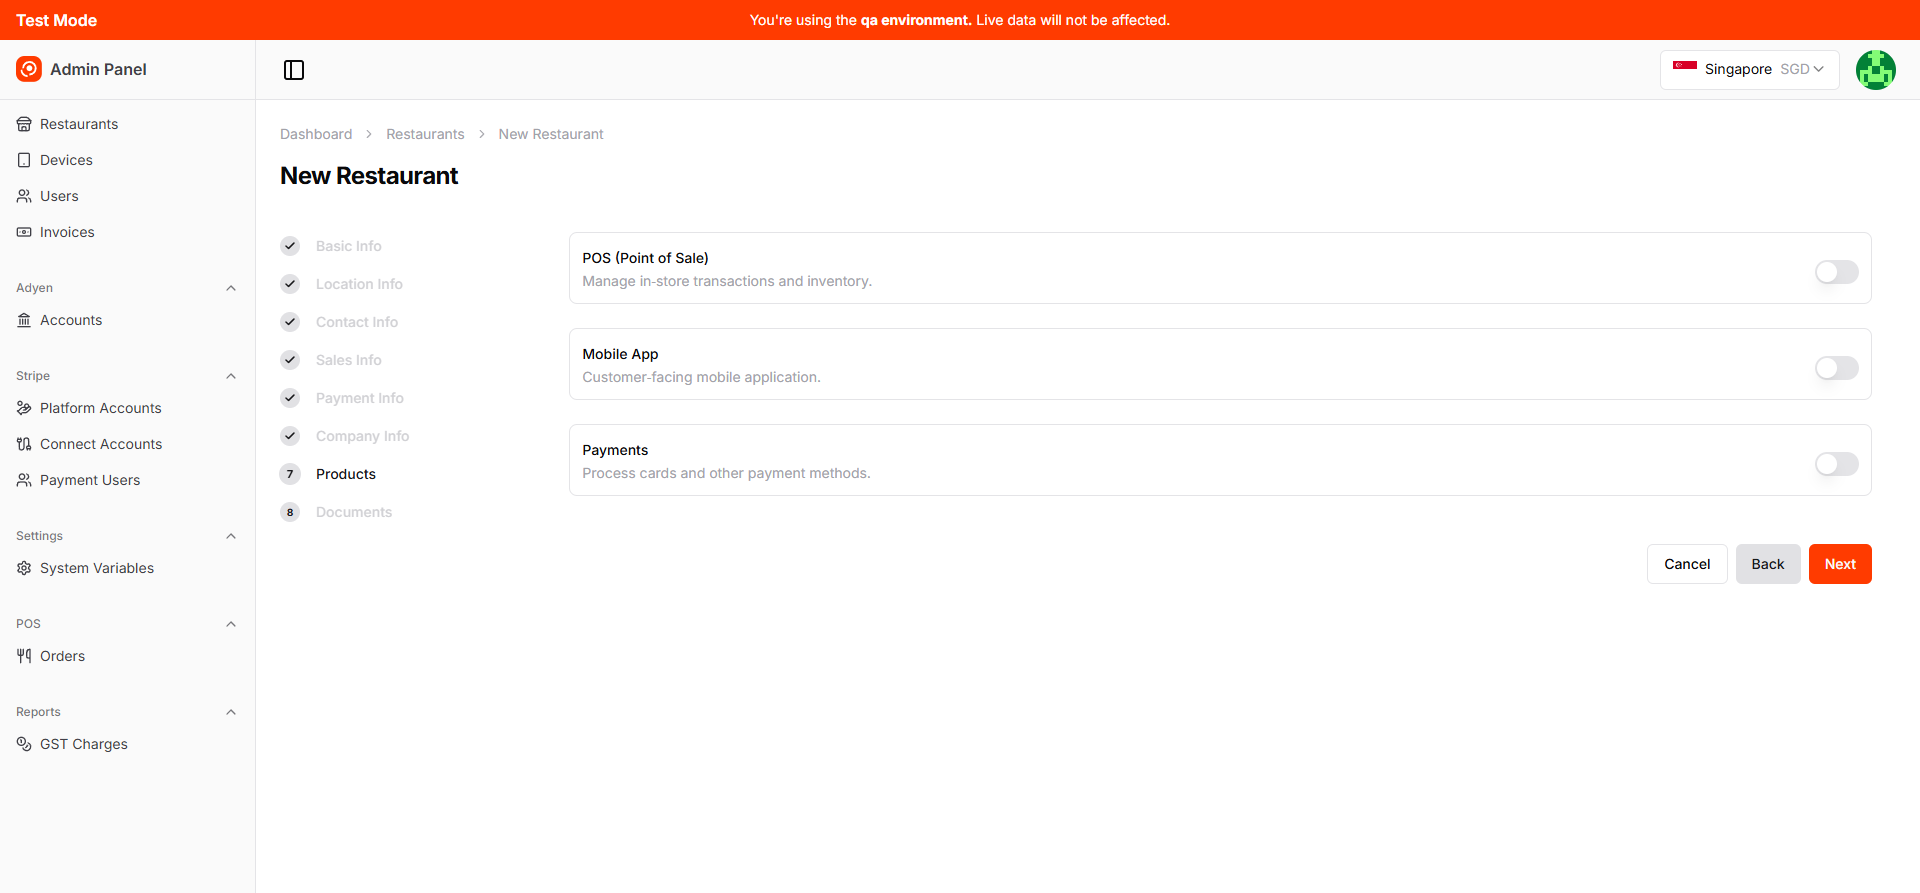 Test Mode
You're using the qa environment. Live data will not be affected.
Admin Panel
Singapore SGD
Restaurants
Devices
Users
Invoices
Adyen
Accounts
Stripe
Platform Accounts
Connect Accounts
Payment Users
Settings
System Variables
POS
Orders
Reports
GST Charges
Dashboard > Restaurants > New Restaurant
New Restaurant
Basic Info
Location Info
Contact Info
Sales Info
Payment Info
Company Info
7 Products
8 Documents
POS (Point of Sale)
Manage in-store transactions and inventory.
Mobile App
Customer-facing mobile application.
Payments
Process cards and other payment methods.
Cancel Back Next